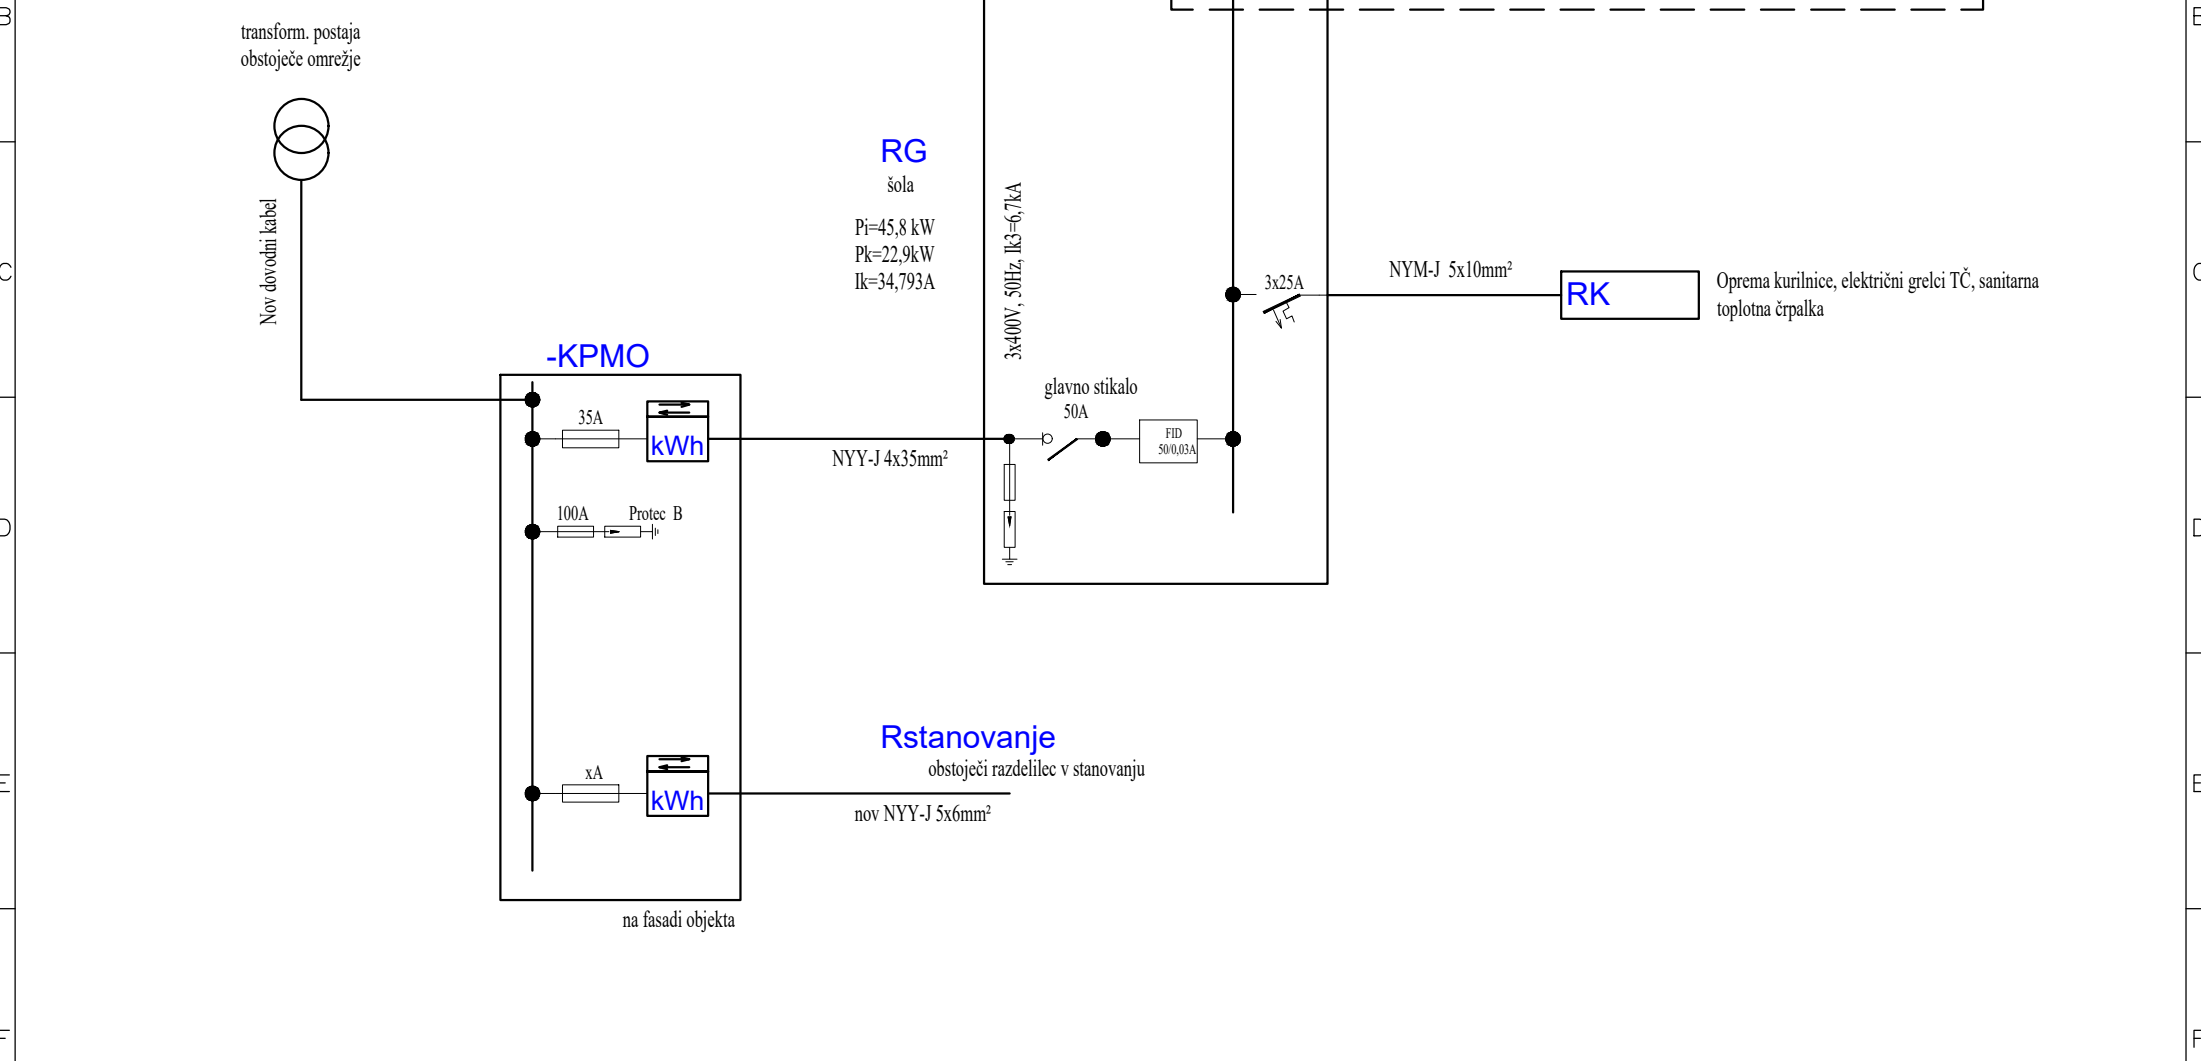 B
transform. postaja
obstoječe omrežje
Nov dovodni kabel
C
RG
šola
Pi=45,8 kW
Pk=22,9kW
Ik=34,793A
3x400V, 50Hz, Ik3=6,7kA
3x25A
NYM-J 5x10mm²
RK
Oprema kurilnice, električni grelci TČ, sanitarna
toplotna črpalka
C
-KPMO
35A
kWh
NYY-J 4x35mm²
glavno stikalo
50A
FID
50/0,03A
D
100A
Protec B
D
Rstanovanje
obstoječi razdelilec v stanovanju
E
xA
kWh
nov NYY-J 5x6mm²
E
na fasadi objekta
F
F